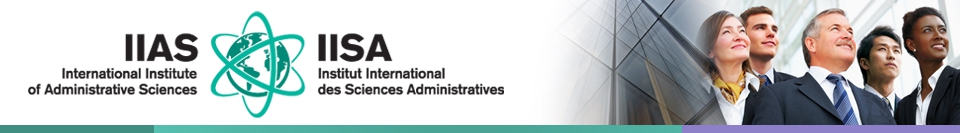 IIAS
International Institute
of Administrative Sciences
IISA
Institut International
des Sciences Administratives